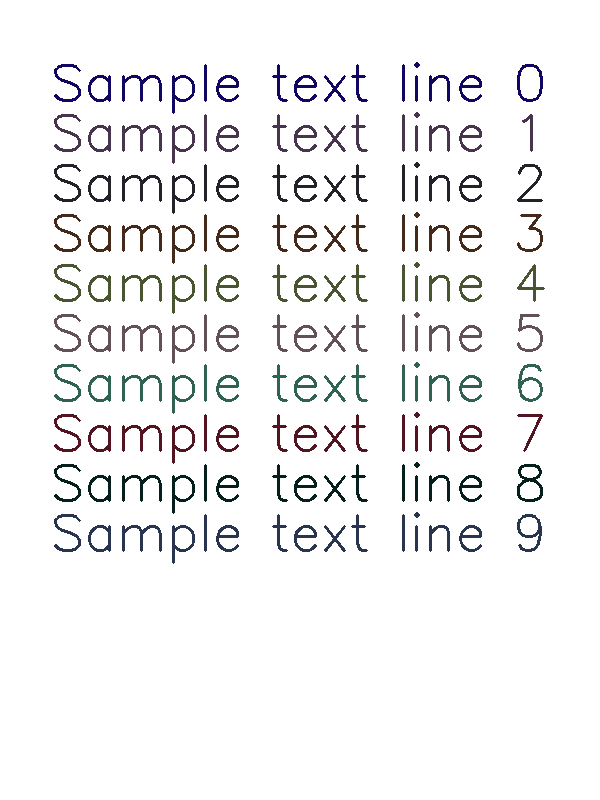 Sample text line 0
Sample text line 1
Sample text line 2
Sample text line 3
Sample text line 4
Sample text line 5
Sample text line 6
Sample text line 7
Sample text line 8
Sample text line 9